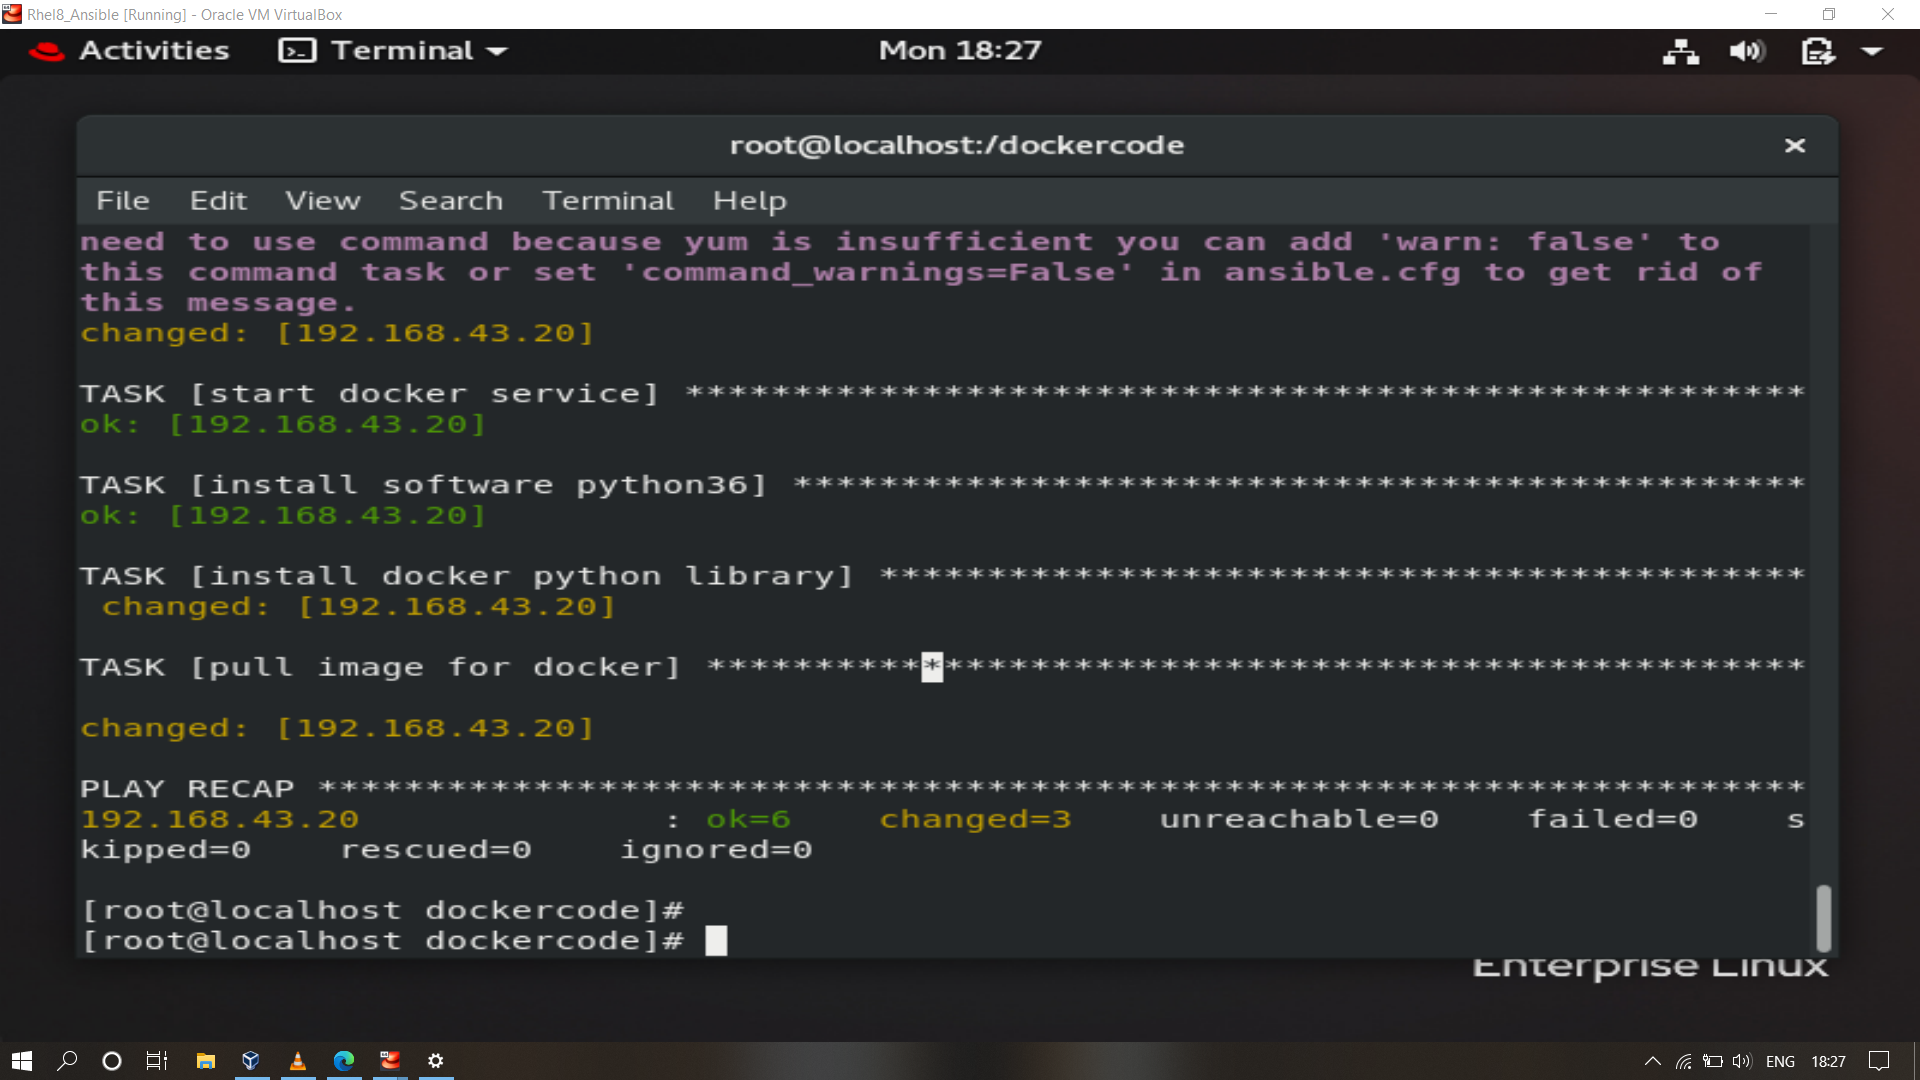 Rhel8_Ansible [Running] - Oracle VM VirtualBox
Activities Terminal Mon 18:27
root@localhost:/dockercode
File Edit View Search Terminal Help
need to use command because yum is insufficient you can add 'warn: false' to
this command task or set 'command_warnings=False' in ansible.cfg to get rid of
this message.
changed: [192.168.43.20]
TASK [start docker service] ****************************************************
ok: [192.168.43.20]
TASK [install software python36] ***********************************************
ok: [192.168.43.20]
TASK [install docker python library] *******************************************
changed: [192.168.43.20]
TASK [pull image for docker] ***************************************************
changed: [192.168.43.20]
PLAY RECAP *********************************************************************
192.168.43.20 : ok=6 changed=3 unreachable=0 failed=0 s
kipped=0 rescued=0 ignored=0
[root@localhost dockercode]#
[root@localhost dockercode]#
Enterprise Linux
ENG 18:27